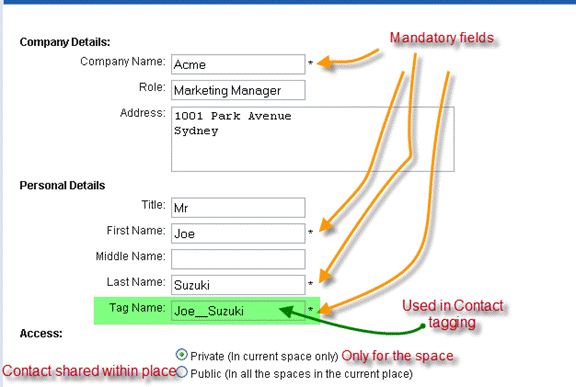 Company Details:
Mandatory fields
Company Name: Acme *
Role: Marketing Manager
Address: 1001 Park Avenue
Sydney
Personal Details
Title: Mr
First Name: Joe *
Middle Name:
Last Name: Suzuki *
Tag Name: Joe__Suzuki *
Used in Contact
tagging
Access:
Private (In current space only) Only for the space
Contact shared within place Public (In all the spaces in the current place)